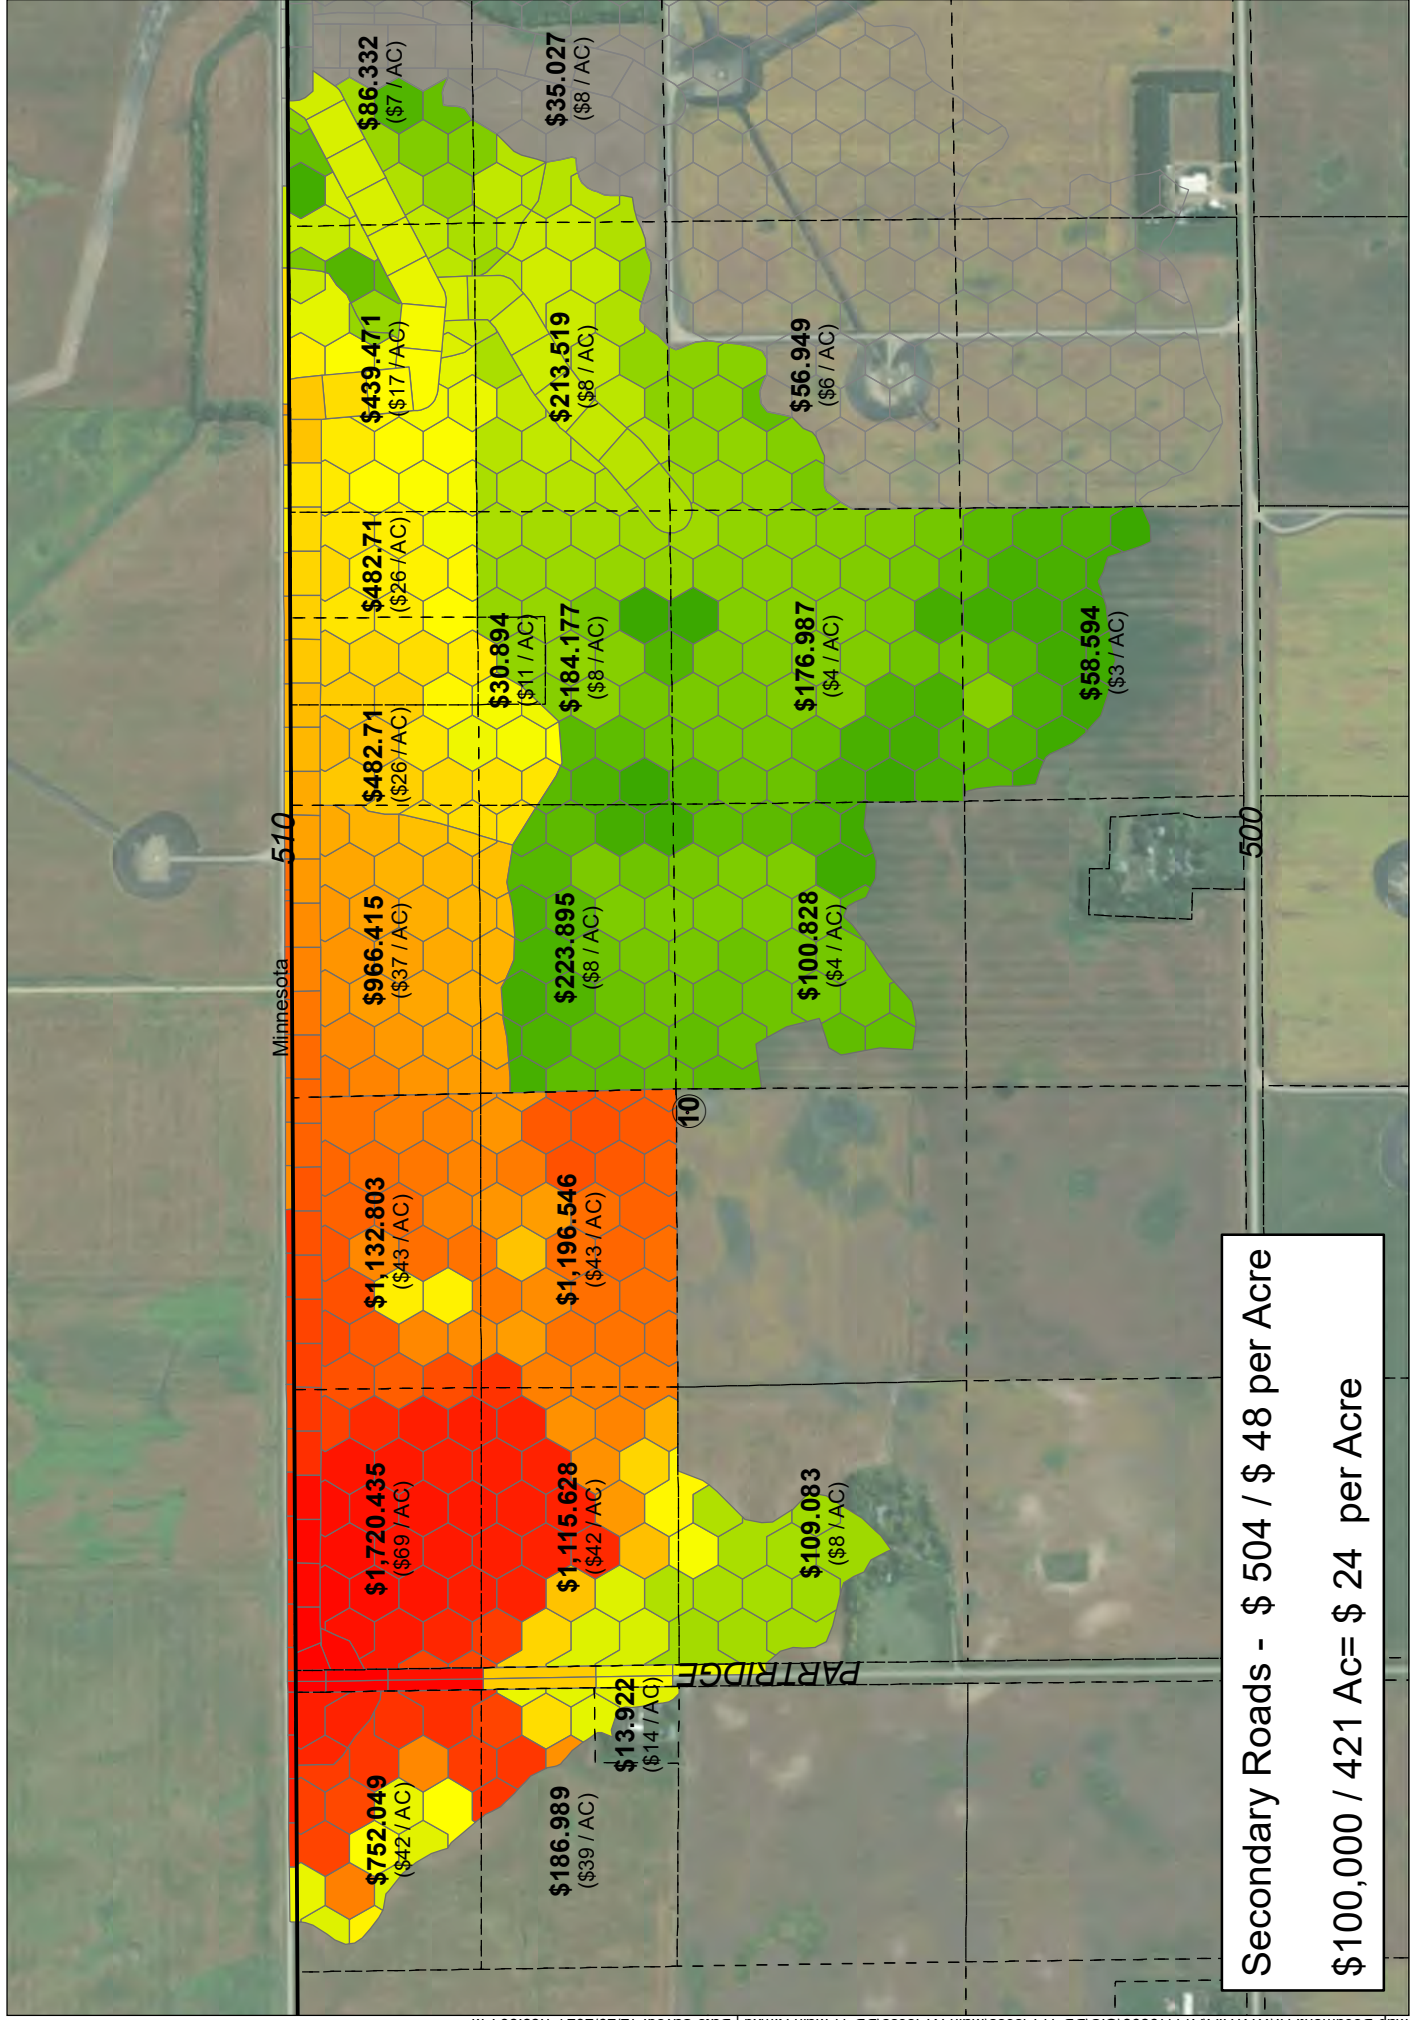 Minnesota
510
$752.049
($42 / AC)
$1,720.435
($69 / AC)
$1,132.803
($43 / AC)
$966.415
($37 / AC)
$482.71
($26 / AC)
$482.71
($26 / AC)
$439.471
($17 / AC)
$86.332
($7 / AC)
$30.894
($11 / AC)
$186.989
($39 / AC)
$1,115.628
($42 / AC)
$1,196.546
($43 / AC)
$223.895
($8 / AC)
$184.177
($8 / AC)
$213.519
($8 / AC)
$35.027
($8 / AC)
$13.922
($14 / AC)
PARTRIDGE
10
$109.083
($8 / AC)
$100.828
($4 / AC)
$176.987
($4 / AC)
$56.949
($6 / AC)
$58.594
($3 / AC)
500
Secondary Roads - $ 504 / $ 48 per Acre
$100,000 / 421 Ac= $ 24 per Acre